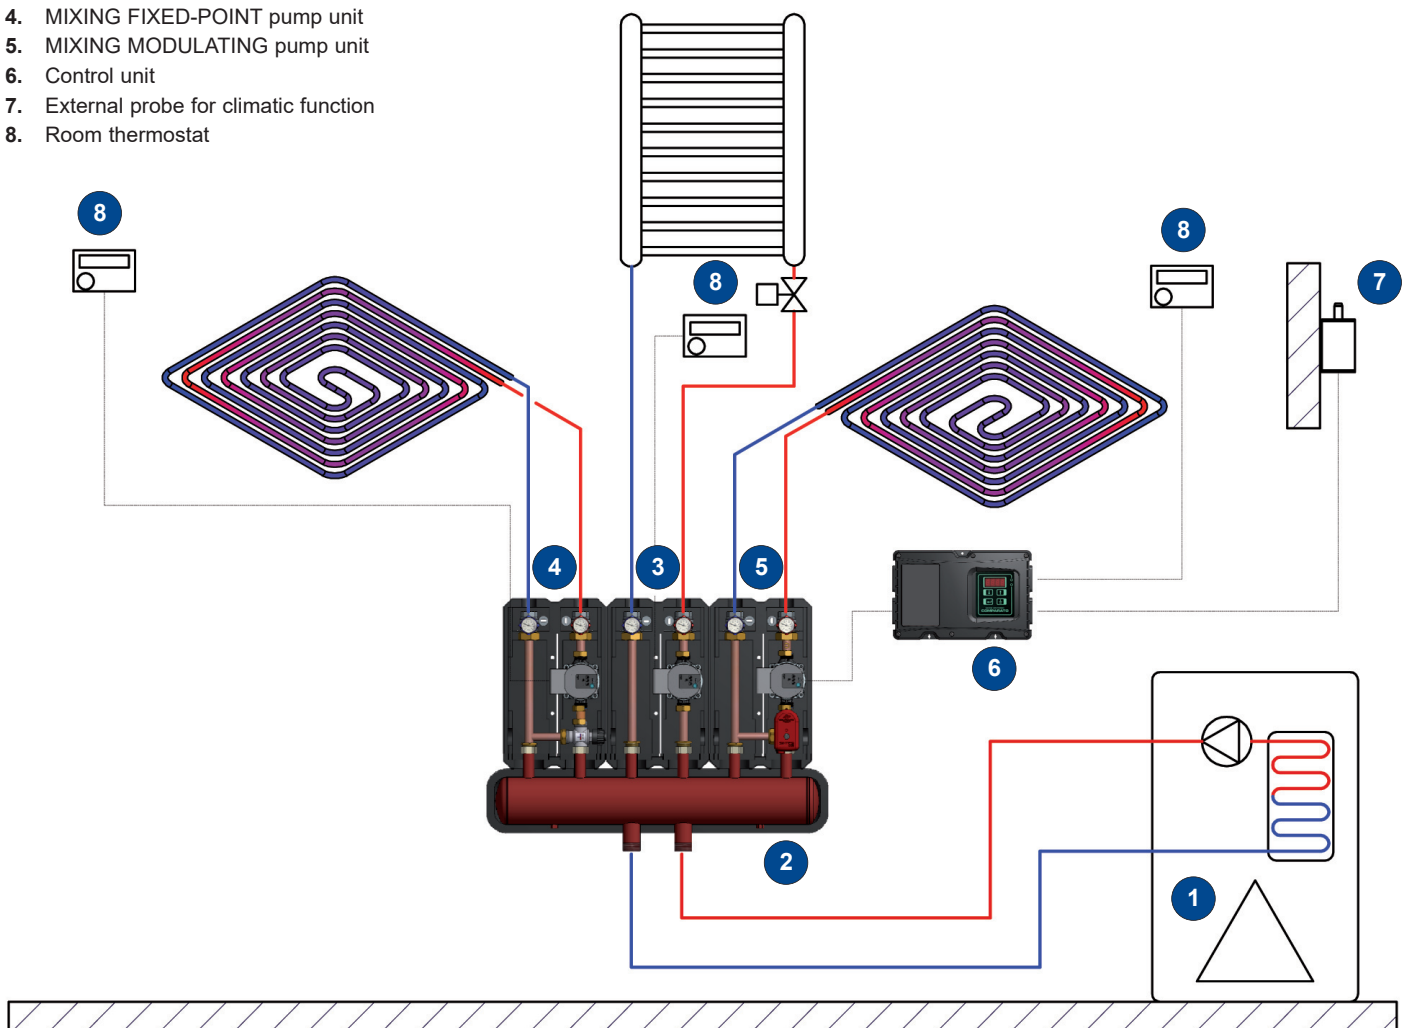 4. MIXING FIXED-POINT pump unit
5. MIXING MODULATING pump unit
6. Control unit
7. External probe for climatic function
8. Room thermostat
8
8
8
7
4
3
5
COMPARATO
6
2
1